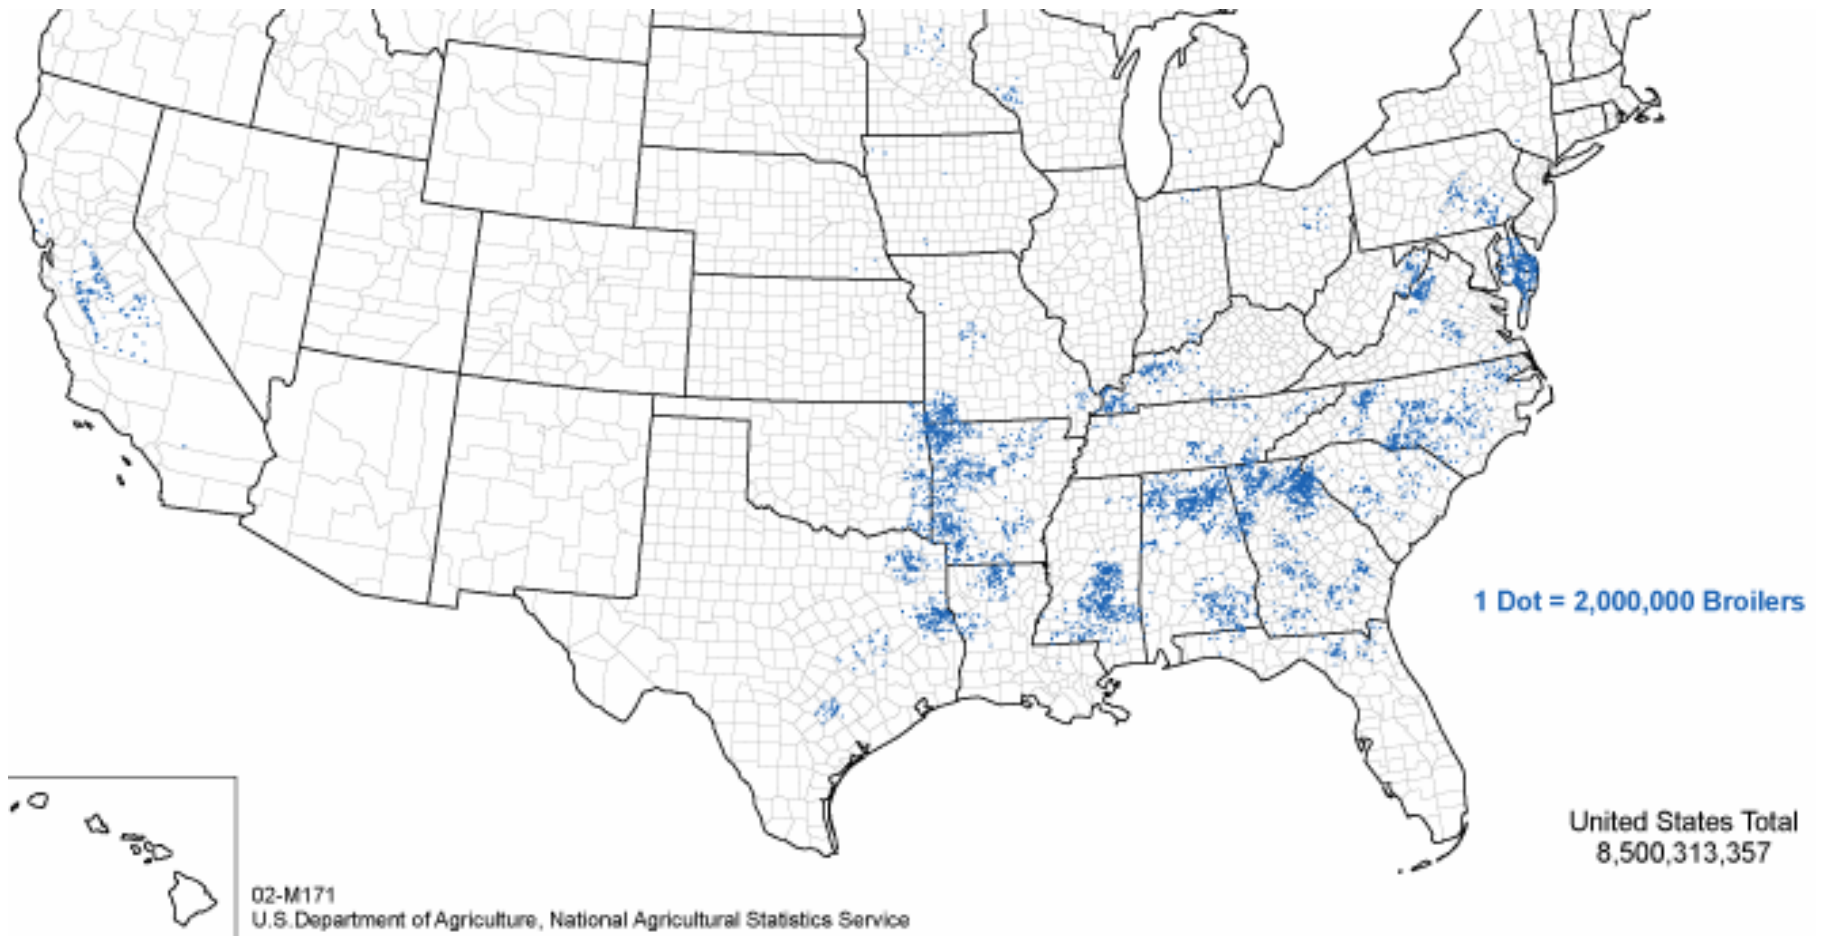 1 Dot = 2,000,000 Broilers
United States Total
8,500,313,357
02-M171
U.S.Department of Agriculture, National Agricultural Statistics Service